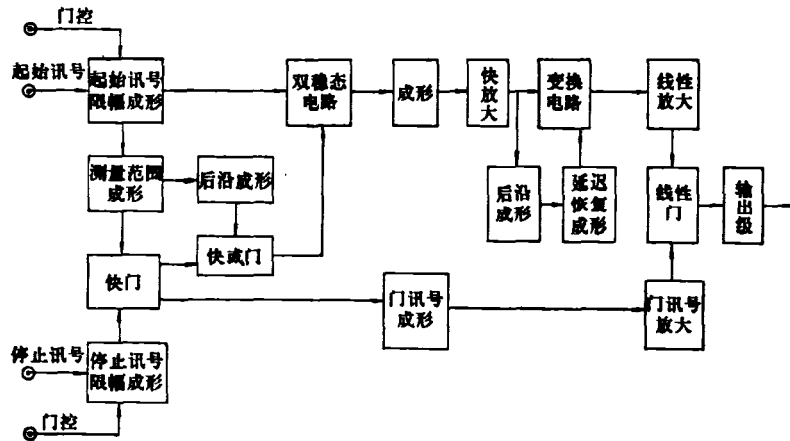 门控
起始讯号
起始讯号
限幅成形
双稳态
电路
成形
快
放
大
变换
电路
线性
放大
测量范围
成形
后沿成形
后沿
成形
延迟
恢复
成形
线性
门
输
出
级
快或门
快门
门讯号
成形
门讯号
放大
停止讯号
停止讯号
限幅成形
门控